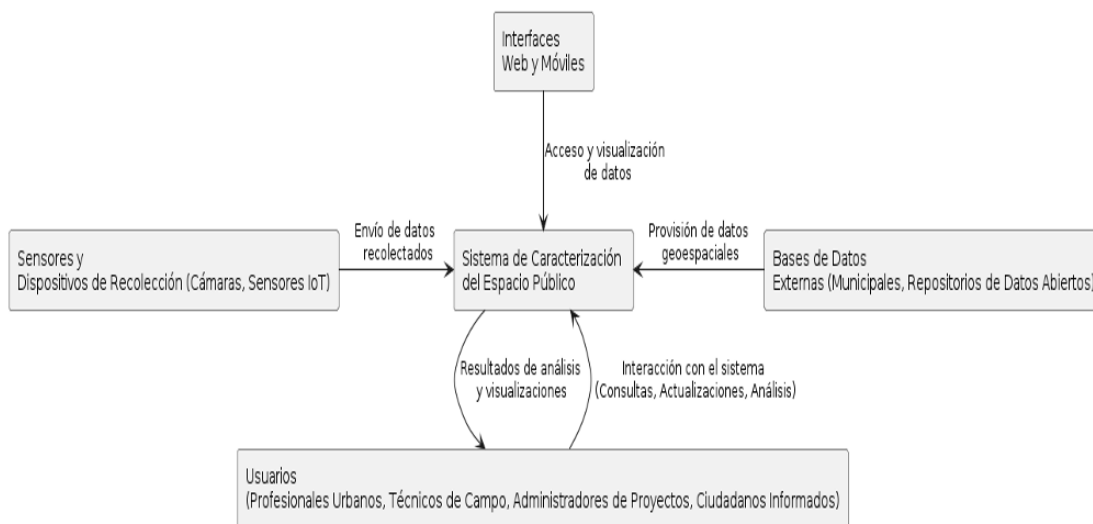 Interfaces
Web y Móviles
Acceso y visualización
de datos
Envío de datos
recolectados
Provisión de datos
geoespaciales
Sensores y
Dispositivos de Recolección (Cámaras, Sensores IoT)
Sistema de Caracterización
del Espacio Público
Bases de Datos
Externas (Municipales, Repositorios de Datos Abiertos)
Resultados de análisis
y visualizaciones
Interacción con el sistema
(Consultas, Actualizaciones, Análisis)
Usuarios
(Profesionales Urbanos, Técnicos de Campo, Administradores de Proyectos, Ciudadanos Informados)